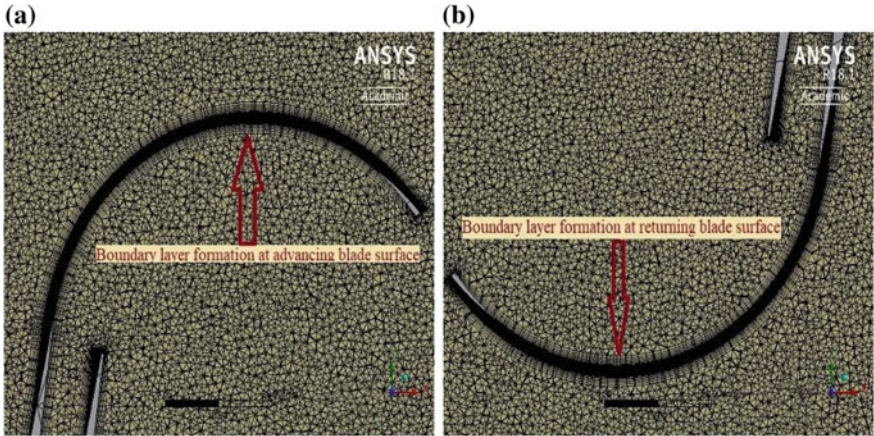 (a)
(b)
ANSYS
R18.1
Academic
Boundary layer formation at advancing blade surface
ANSYS
R18.1
Academic
Boundary layer formation at returning blade surface